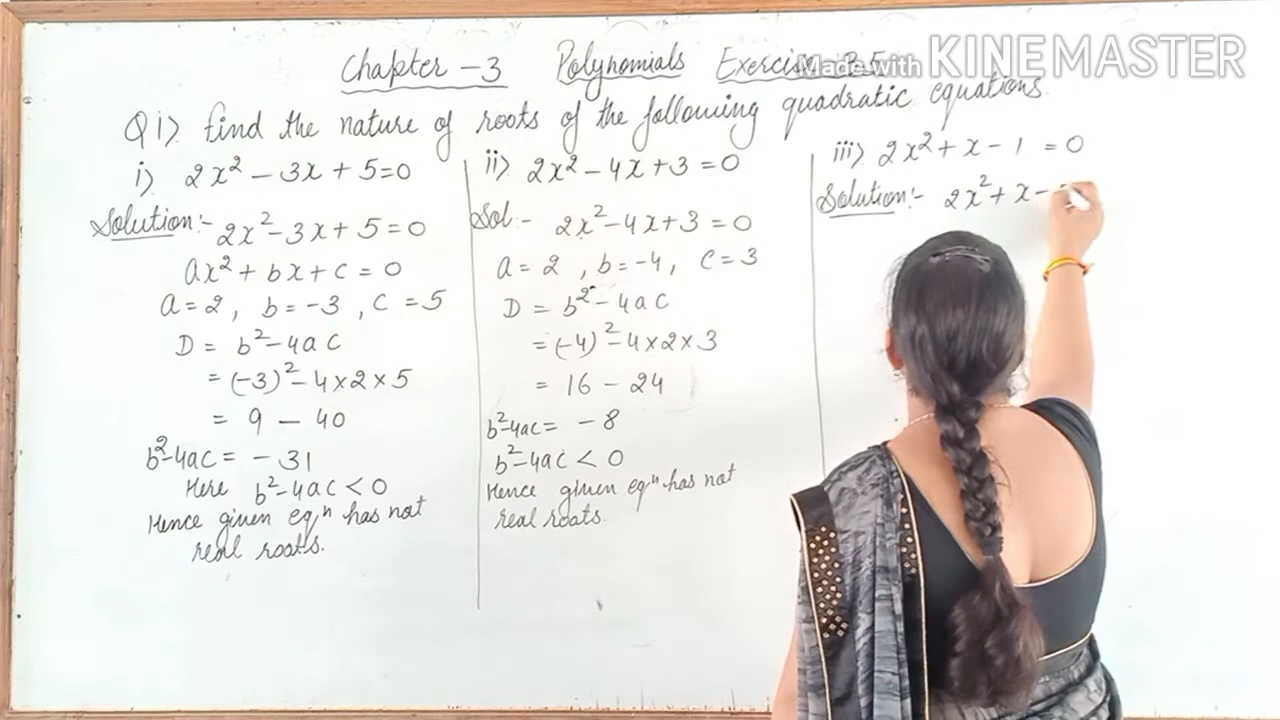 Chapter-3 Polynomials Exercise 3.5
Made with KINEMASTER
Q i) find the nature of roots of the following quadratic equations.
i) 2x² - 3x + 5 = 0
Solution:- 2x² - 3x + 5 = 0
ax² + bx + c = 0
a = 2, b = -3, c = 5
D = b² - 4ac
= (-3)² - 4 × 2 × 5
= 9 - 40
b² - 4ac = -31
Here b² - 4ac < 0
Hence given eqⁿ has not
real roots.
ii) 2x² - 4x + 3 = 0
Sol - 2x² - 4x + 3 = 0
a = 2, b = -4, c = 3
D = b² - 4ac
= (-4)² - 4 × 2 × 3
= 16 - 24
b² - 4ac = -8
b² - 4ac < 0
Hence given eqⁿ has not
real roots.
iii) 2x² + x - 1 = 0
Solution:- 2x² + x -